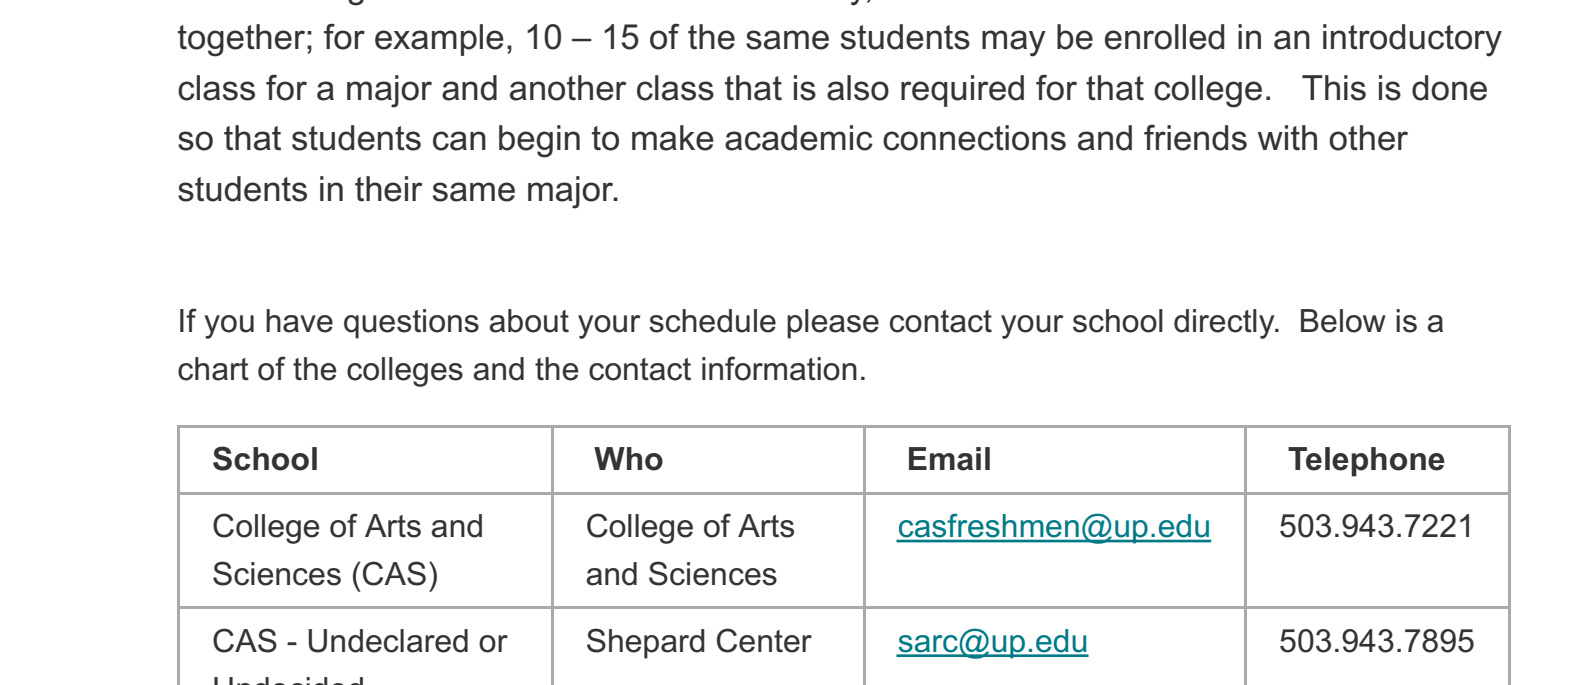 together; for example, 10 – 15 of the same students may be enrolled in an introductory
class for a major and another class that is also required for that college.   This is done
so that students can begin to make academic connections and friends with other
students in their same major.
If you have questions about your schedule please contact your school directly.  Below is a
chart of the colleges and the contact information.
School Who Email Telephone
College of Arts and College of Arts casfreshmen@up.edu 503.943.7221
Sciences (CAS) and Sciences
CAS - Undeclared or Shepard Center sarc@up.edu 503.943.7895